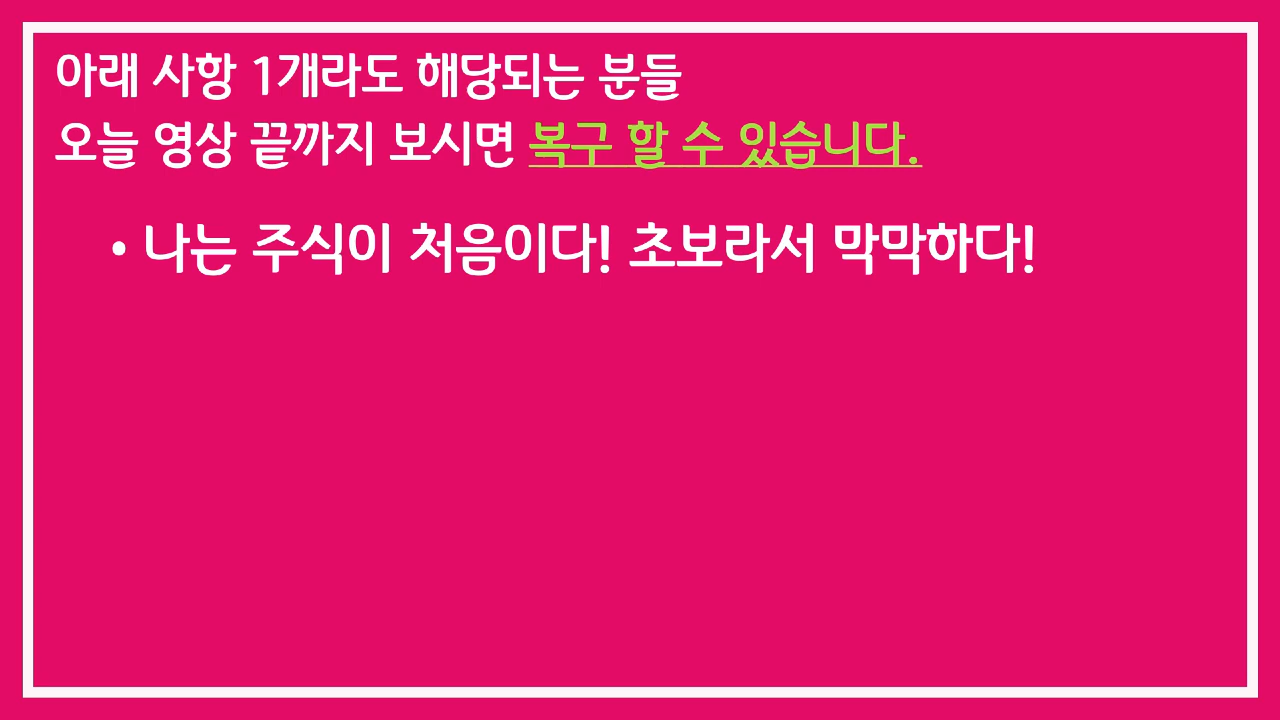 아래 사항 1개라도 해당되는 분들
오늘 영상 끝까지 보시면 복구 할 수 있습니다.
• 나는 주식이 처음이다! 초보라서 막막하다!